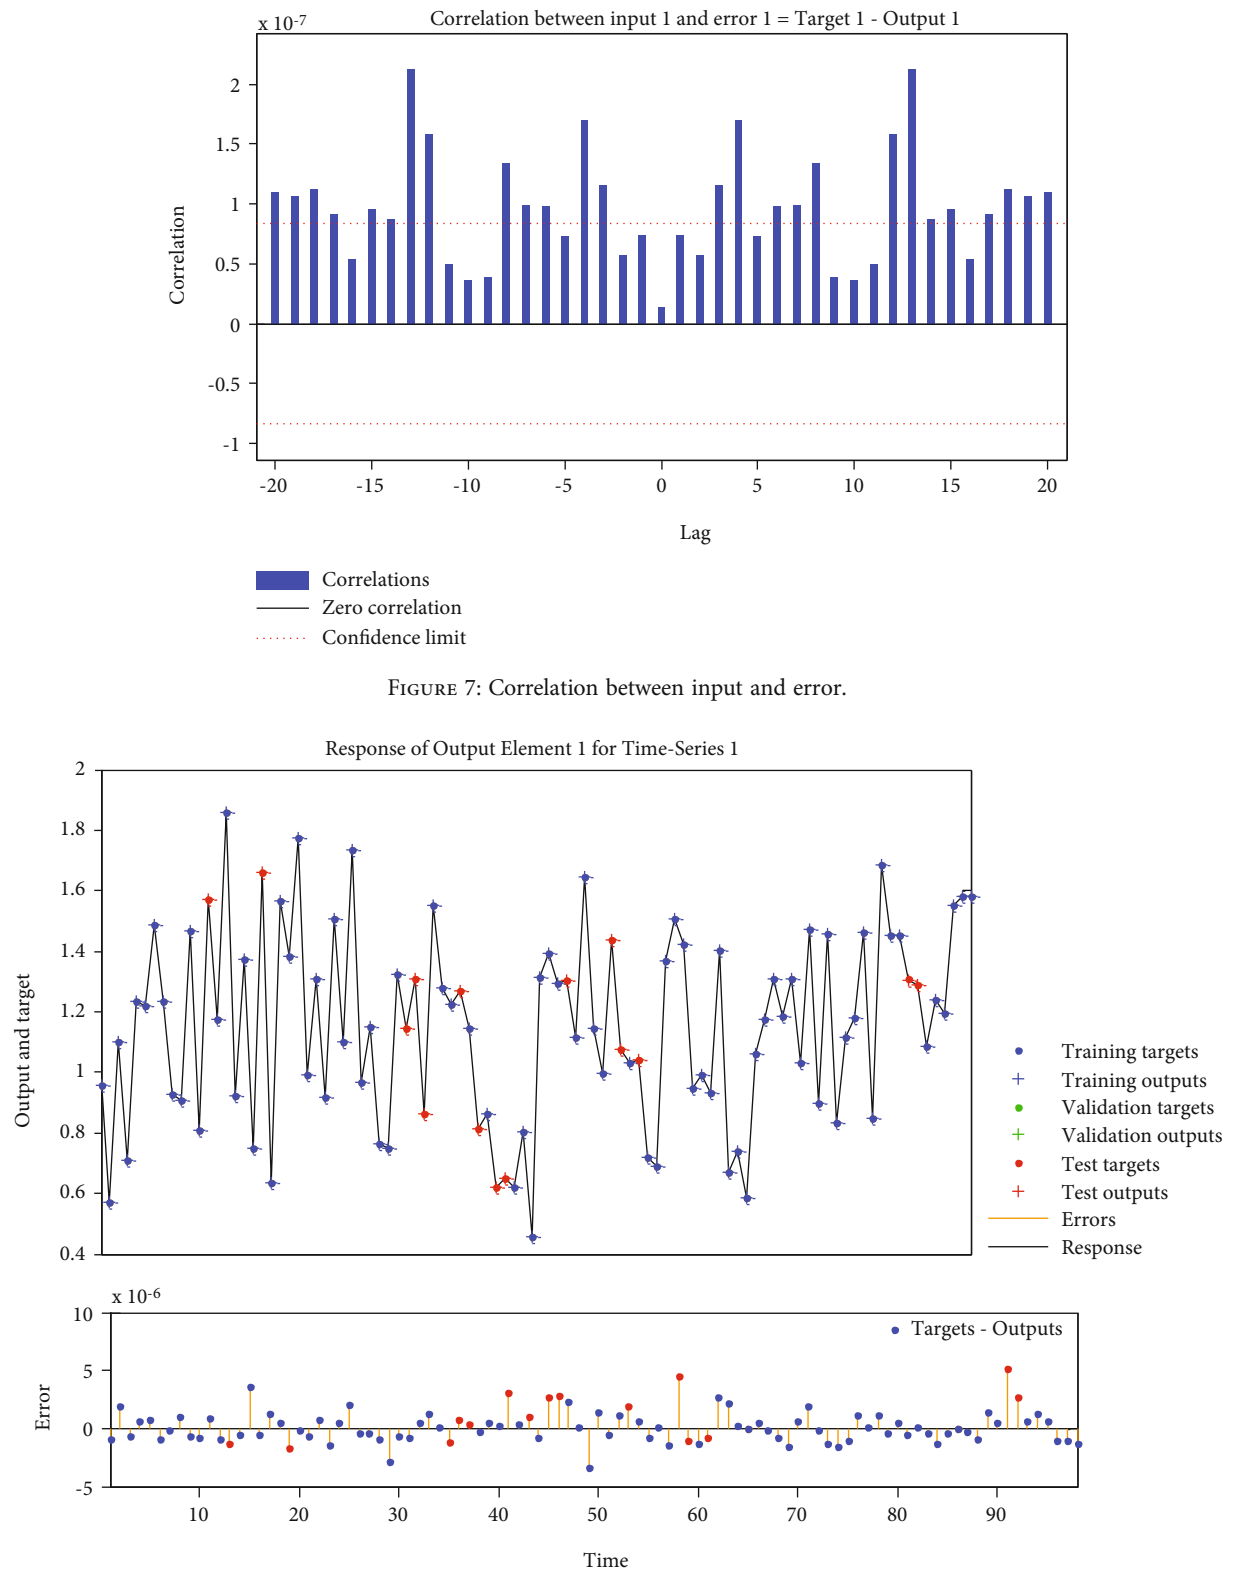 Correlation between input 1 and error 1 = Target 1 - Output 1
x 10-7
2
1.5
1
0.5
0
-0.5
-1
Correlation
-20 -15 -10 -5 0 5 10 15 20
Lag
Correlations
Zero correlation
Confidence limit
FIGURE 7: Correlation between input and error.
Response of Output Element 1 for Time-Series 1
2
1.8
1.6
1.4
1.2
1
0.8
0.6
0.4
Output and target
Training targets
Training outputs
Validation targets
Validation outputs
Test targets
Test outputs
Errors
Response
x 10-6
10
5
0
-5
Error
Targets - Outputs
10 20 30 40 50 60 70 80 90
Time